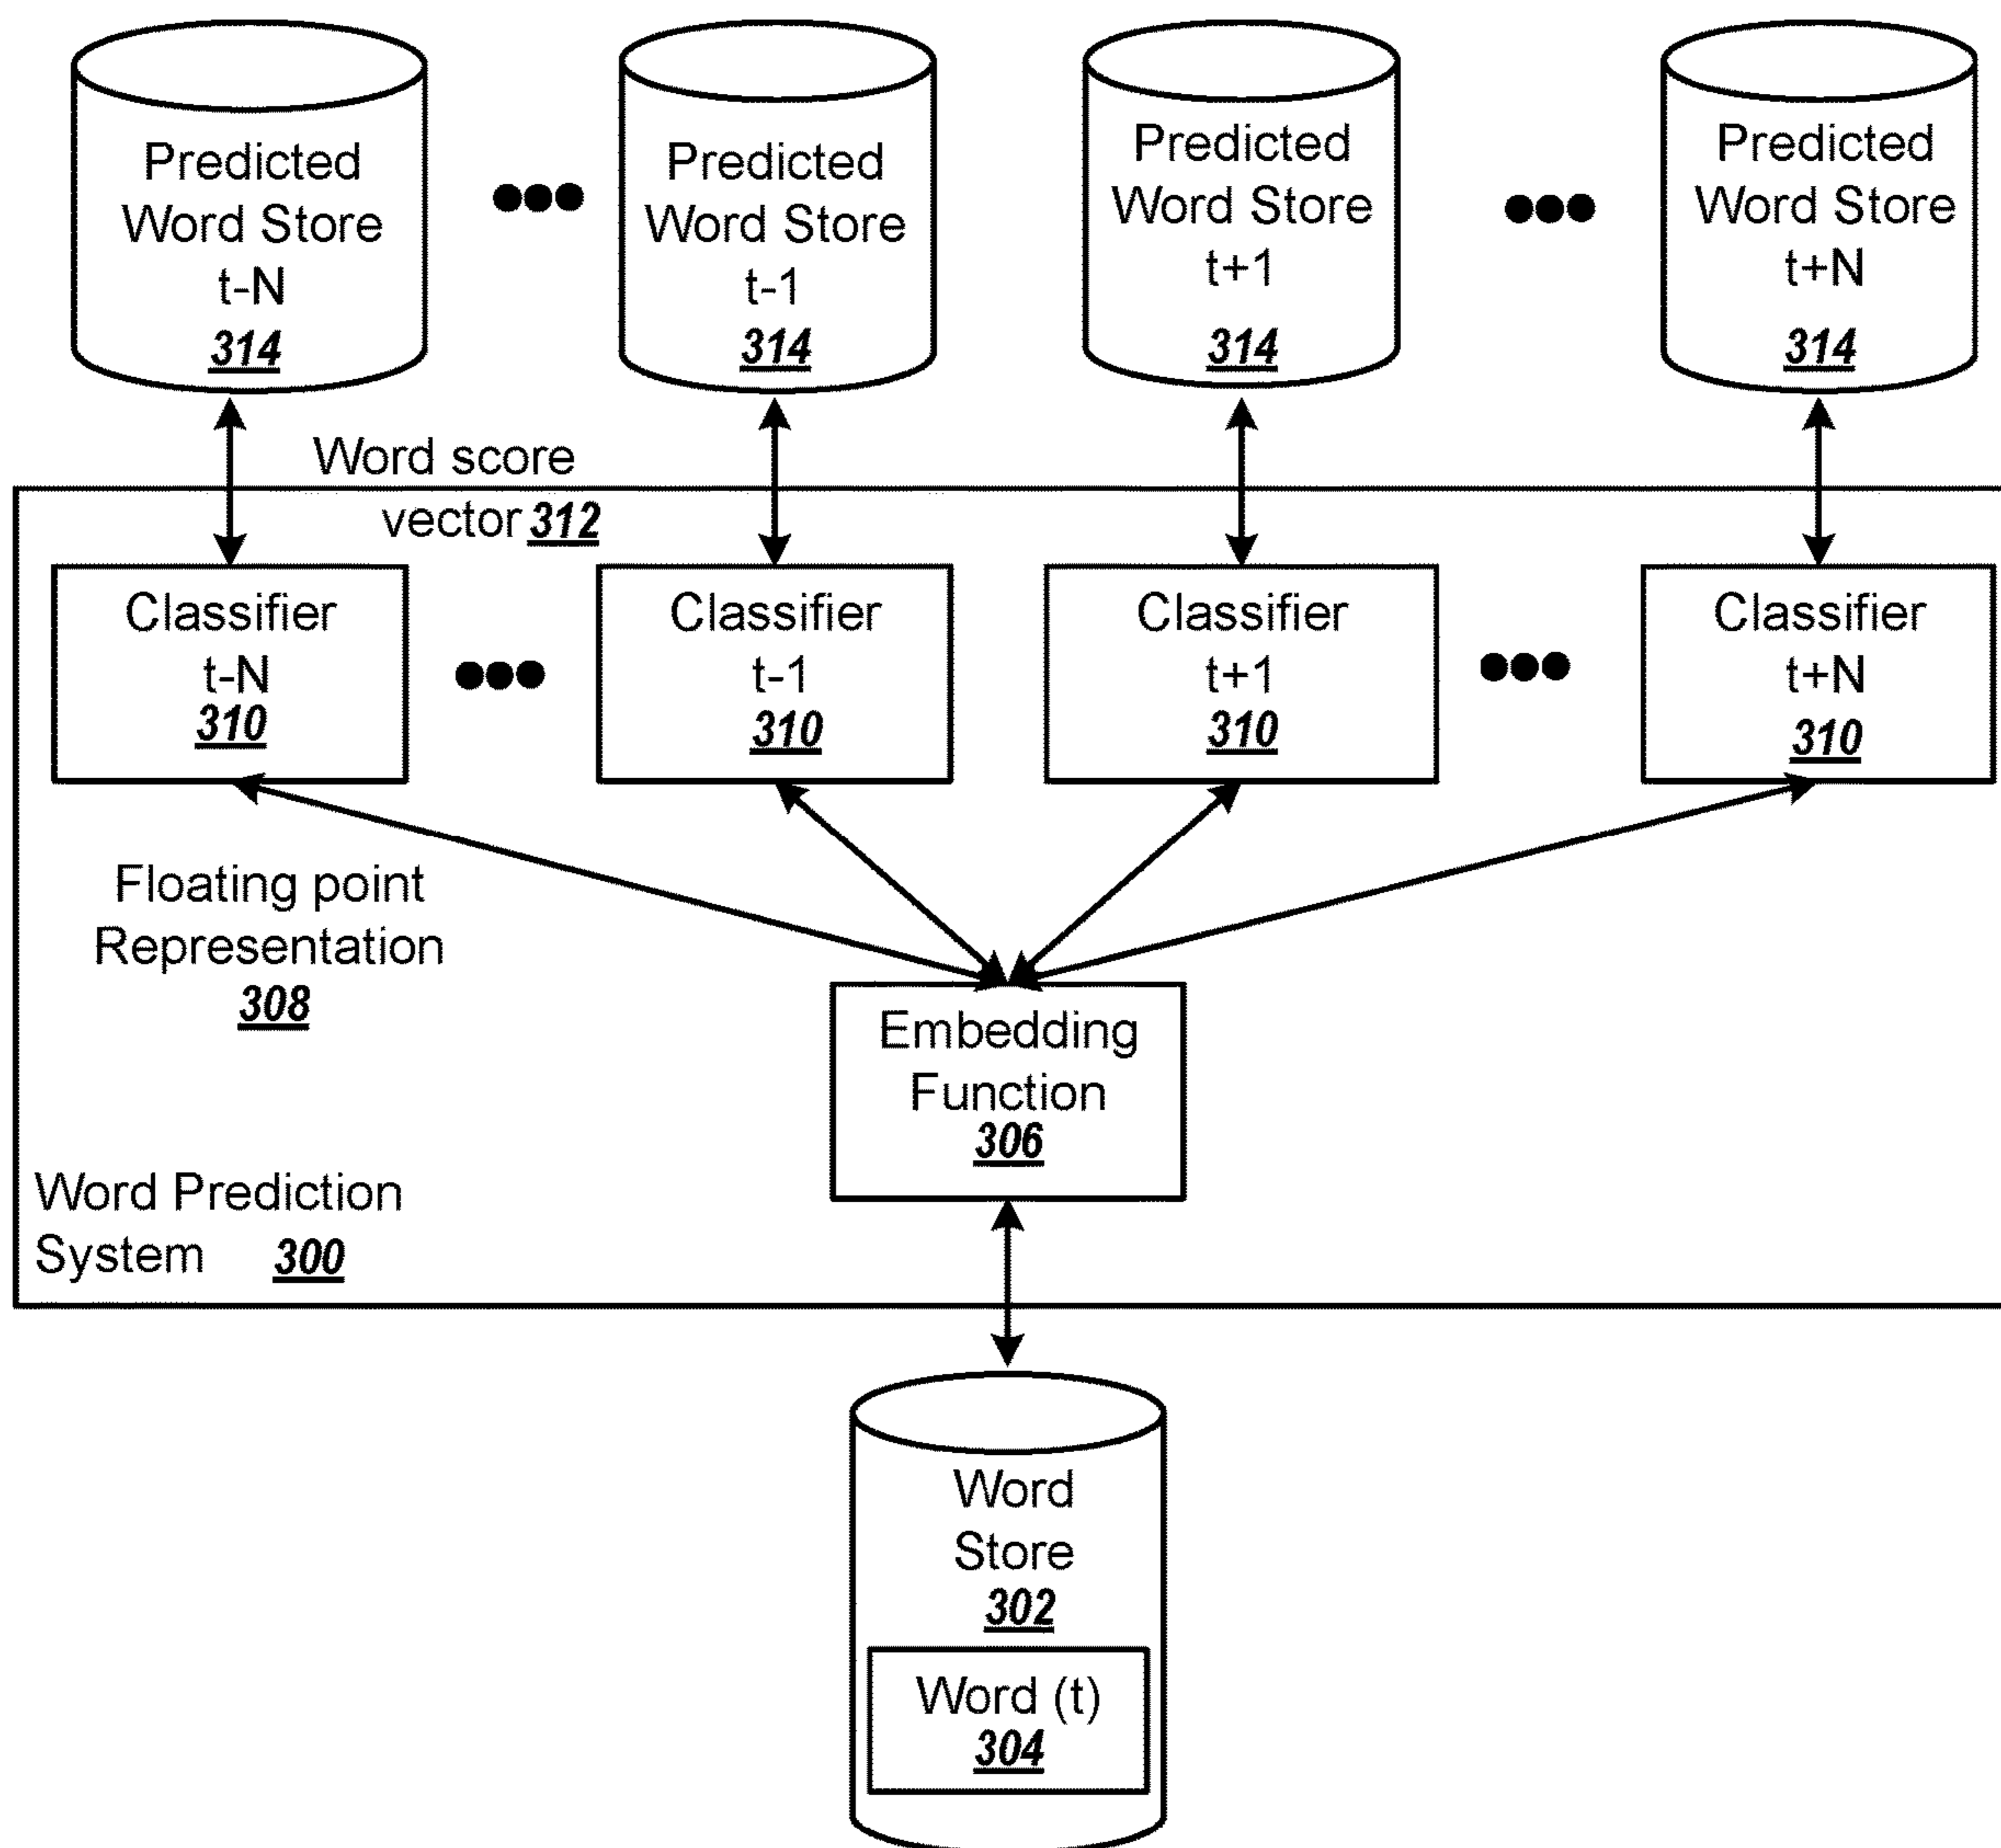 Predicted
Word Store
t-N
314
Predicted
Word Store
t-1
314
Predicted
Word Store
t+1
314
Predicted
Word Store
t+N
314
Word score
vector 312
Classifier
t-N
310
Classifier
t-1
310
Classifier
t+1
310
Classifier
t+N
310
Floating point
Representation
308
Embedding
Function
306
Word Prediction
System 300
Word
Store
302
Word (t)
304